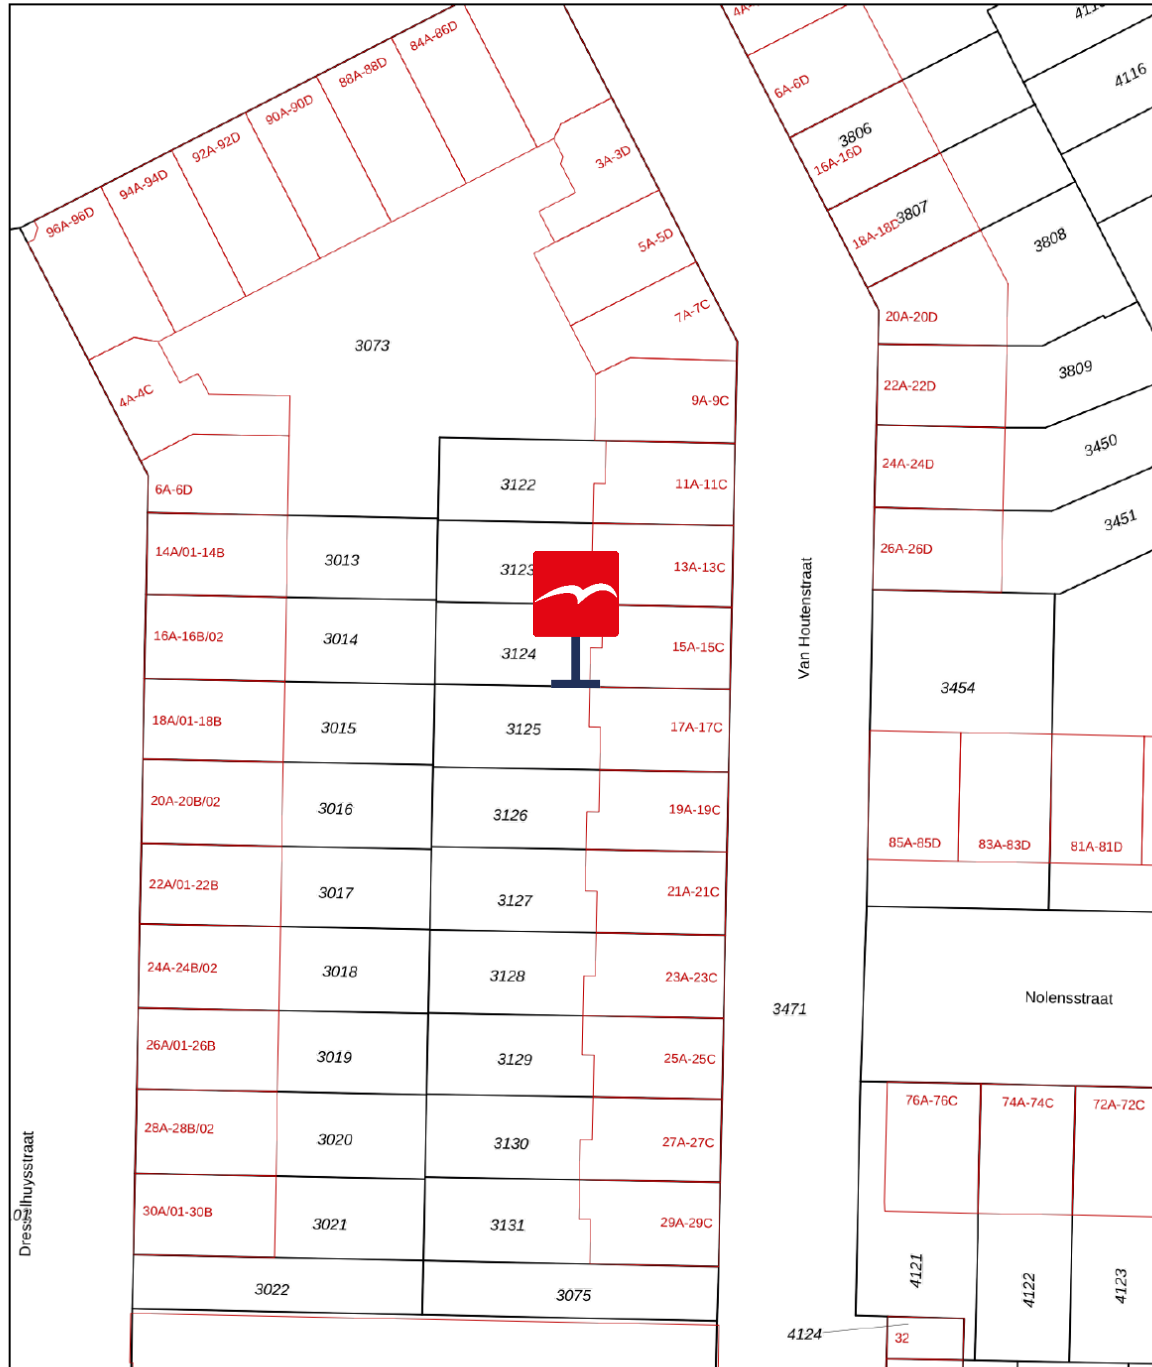 84A-86D
88A-88D
90A-90D
92A-92D
94A-94D
96A-96D
3A-3D
5A-5D
7A-7C
9A-9C
4A-4C
6A-6D
3073
6A-6D
3806
16A-16D
3807
18A-18D
3808
4116
20A-20D
22A-22D
3809
24A-24D
3450
26A-26D
3451
3122
11A-11C
14A/01-14B
3013
3123
13A-13C
16A-16B/02
3014
3124
15A-15C
18A/01-18B
3015
3125
17A-17C
20A-20B/02
3016
3126
19A-19C
22A/01-22B
3017
3127
21A-21C
24A-24B/02
3018
3128
23A-23C
26A/01-26B
3019
3129
25A-25C
28A-28B/02
3020
3130
27A-27C
30A/01-30B
3021
3131
29A-29C
3022
3075
Van Houtenstraat
3454
85A-85D
83A-83D
81A-81D
3471
Nolensstraat
76A-76C
74A-74C
72A-72C
4121
4122
4123
4124
32
Dresselhuysstraat